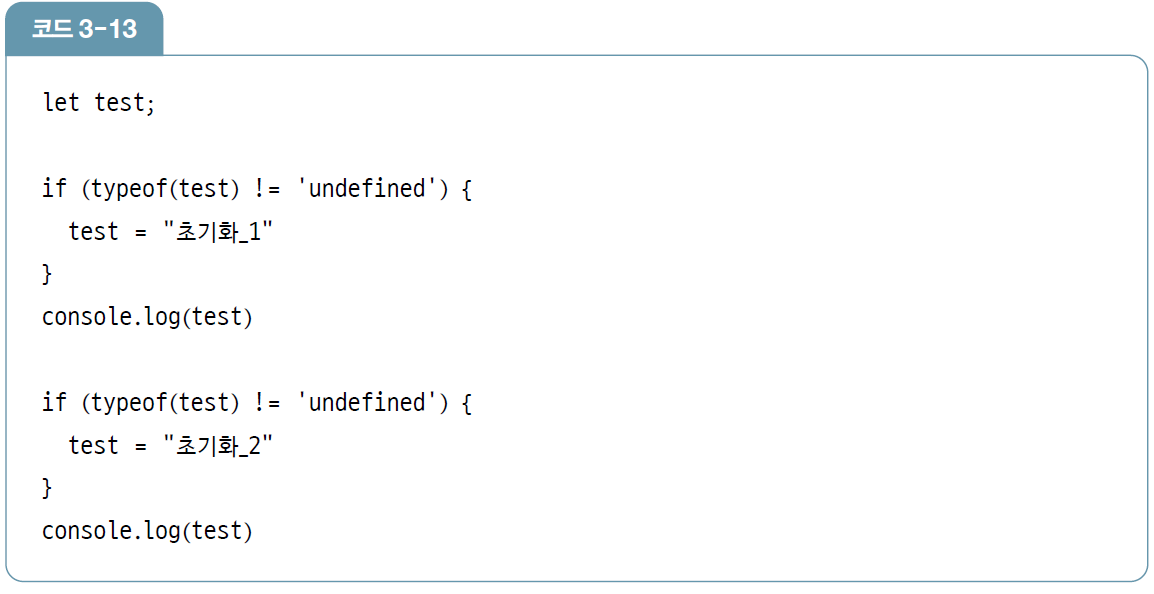 코드 3-13
let test;
if (typeof(test) != 'undefined') {
test = "초기화_1"
}
console.log(test)
if (typeof(test) != 'undefined') {
test = "초기화_2"
}
console.log(test)